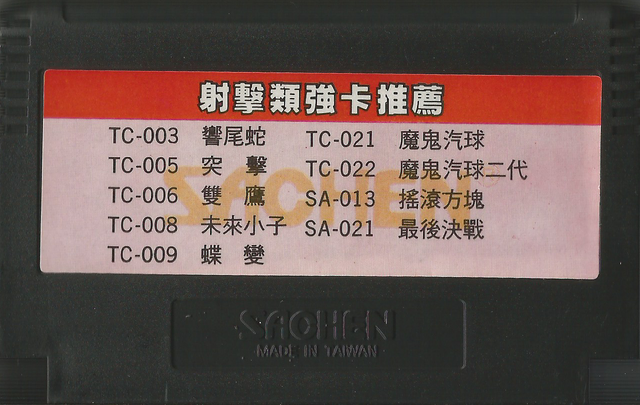 射擊類強卡推薦
TC-003 響尾蛇 TC-021 魔鬼汽球
TC-005 突 擊 TC-022 魔鬼汽球二代
TC-006 雙 鷹 SA-013 搖滾方塊
TC-008 未來小子 SA-021 最後決戰
TC-009 蝶 變
SACHEN
SACHEN
MADE IN TAIWAN